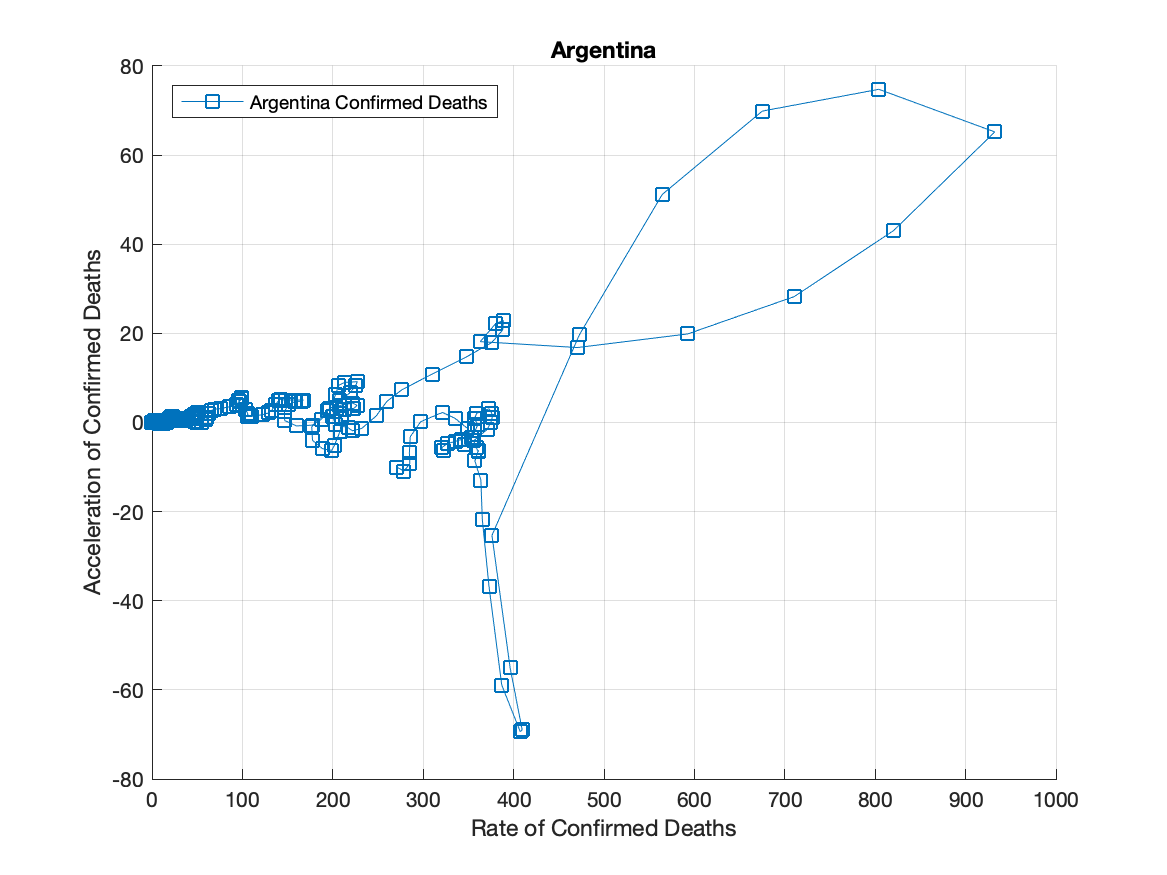 Argentina
Argentina Confirmed Deaths
80
60
40
20
0
-20
-40
-60
-80
Acceleration of Confirmed Deaths
0 100 200 300 400 500 600 700 800 900 1000
Rate of Confirmed Deaths